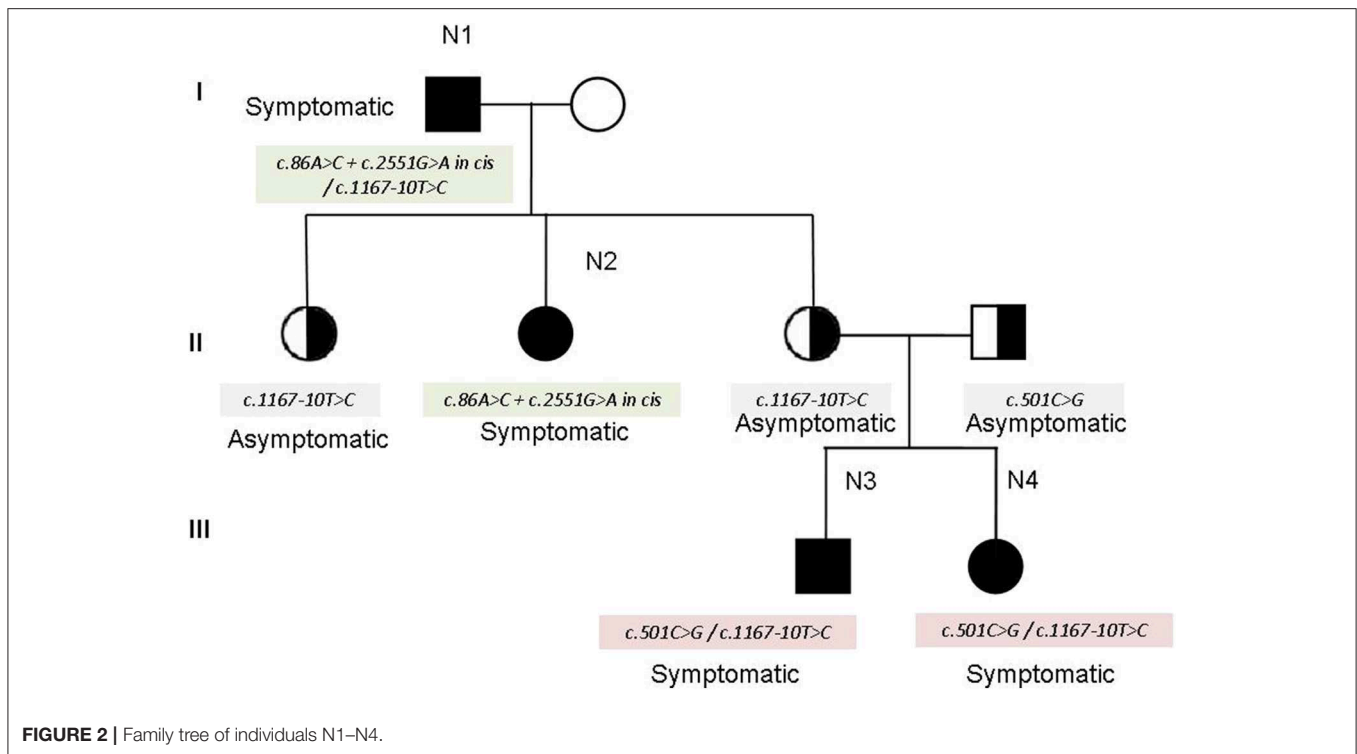 N1
I
Symptomatic
c.86A>C + c.2551G>A in cis
/ c.1167-10T>C
N2
II
c.1167-10T>C
Asymptomatic
c.86A>C + c.2551G>A in cis
Symptomatic
c.1167-10T>C
Asymptomatic
c.501C>G
Asymptomatic
N3
N4
III
c.501C>G / c.1167-10T>C
Symptomatic
c.501C>G / c.1167-10T>C
Symptomatic
FIGURE 2 | Family tree of individuals N1–N4.